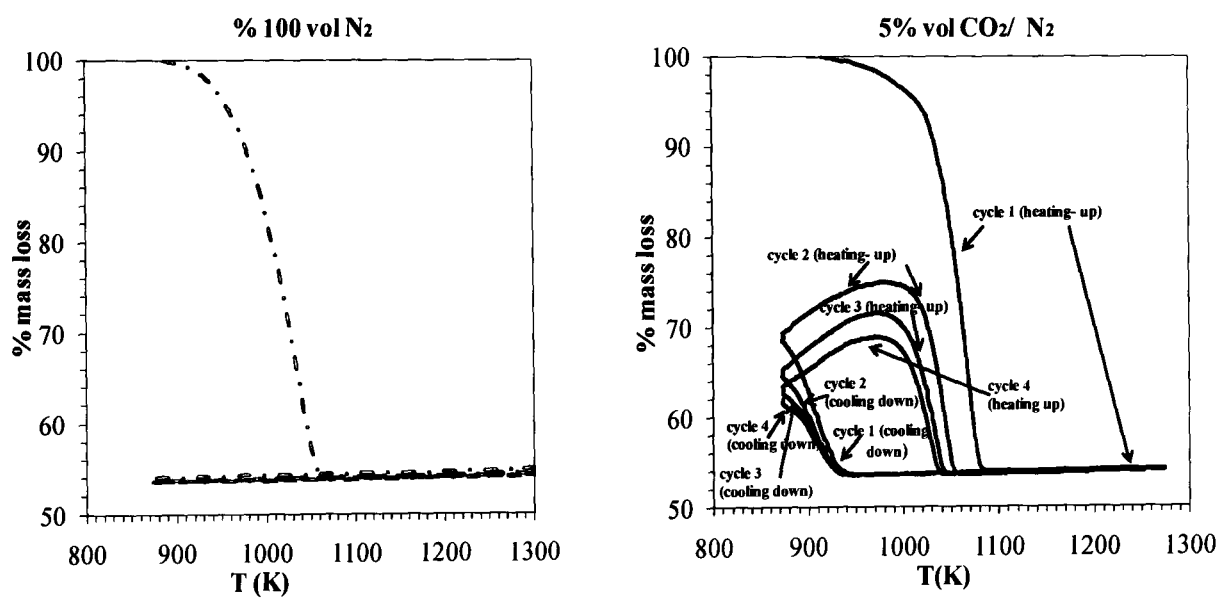 % 100 vol N2
100
90
80
70
60
50
% mass loss
800 900 1000 1100 1200 1300
T (K)
5% vol CO2/ N2
100
90
80
70
60
50
% mass loss
cycle 1 (heating- up)
cycle 2 (heating- up)
cycle 3 (heating- up)
cycle 4
(heating up)
cycle 2
(cooling down)
cycle 4
(cooling down)
cycle 1 (cooling
down)
cycle 3
(cooling down)
800 900 1000 1100 1200 1300
T(K)